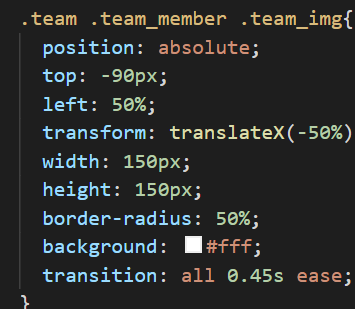 .team .team_member .team_img{
position: absolute;
top: -90px;
left: 50%;
transform: translateX(-50%)
width: 150px;
height: 150px;
border-radius: 50%;
background: #fff;
transition: all 0.45s ease;
}